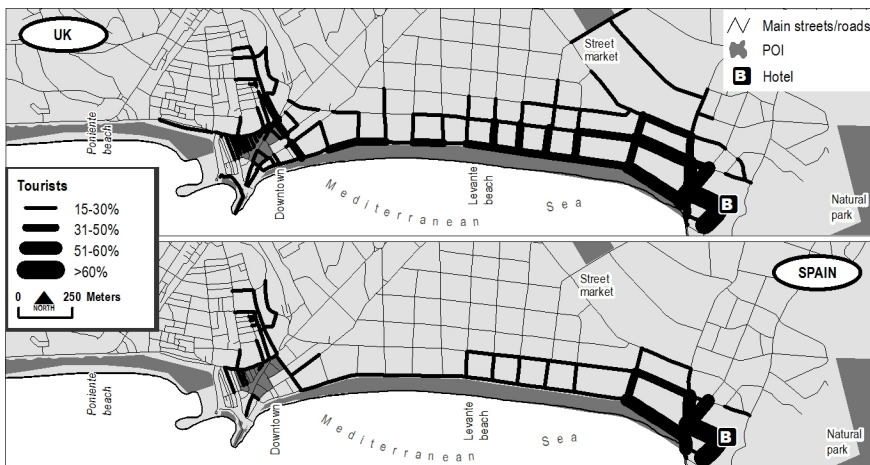 UK
Street
market
Main streets/roads
POI
B Hotel
Poniente
beach
Downtown
Levante
beach
Mediterranean Sea
B
Natural
park
Tourists
15-30%
31-50%
51-60%
>60%
0 250 Meters
NORTH
SPAIN
Street
market
Poniente
beach
Downtown
Levante
beach
Mediterranean Sea
B
Natural
park